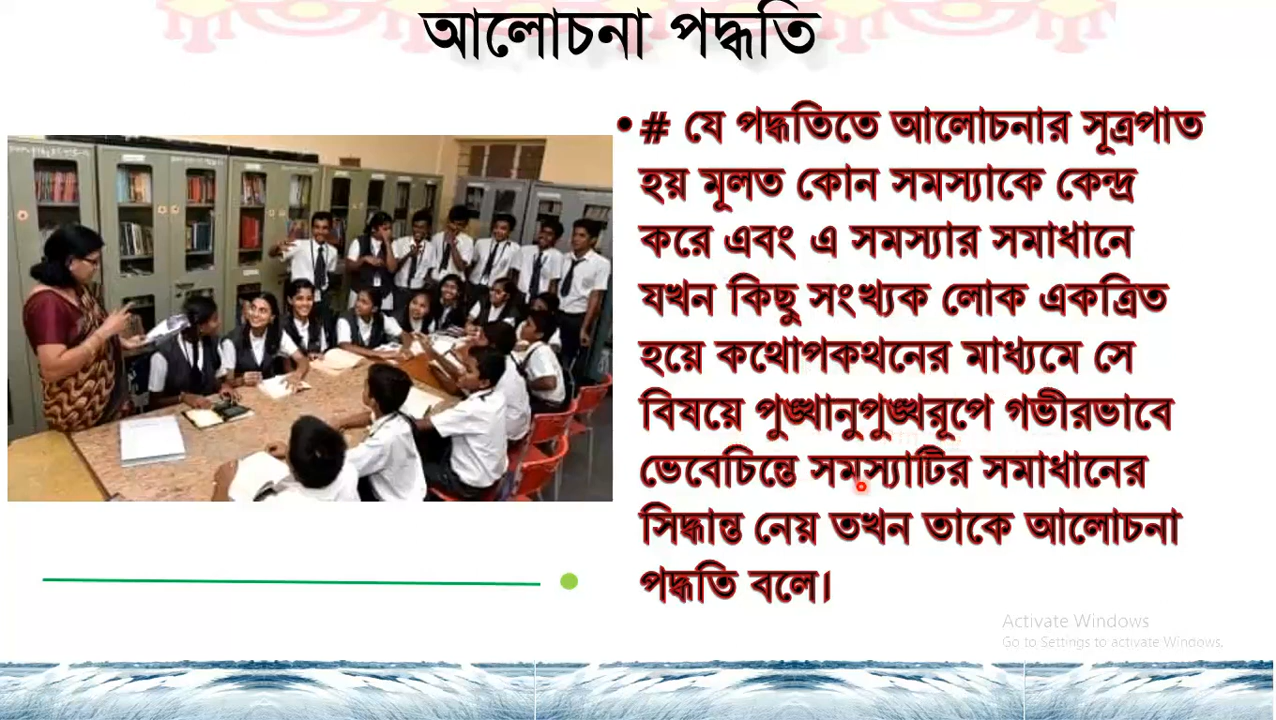 আলোচনা পদ্ধতি
• # যে পদ্ধতিতে আলোচনার সূত্রপাত
হয় মূলত কোন সমস্যাকে কেন্দ্র
করে এবং এ সমস্যার সমাধানে
যখন কিছু সংখ্যক লোক একত্রিত
হয়ে কথোপকথনের মাধ্যমে সে
বিষয়ে পুঙ্খানুপুঙ্খরূপে গভীরভাবে
ভেবেচিন্তে সমস্যাটির সমাধানের
সিদ্ধান্ত নেয় তখন তাকে আলোচনা
পদ্ধতি বলে।
Activate Windows
Go to Settings to activate Windows.